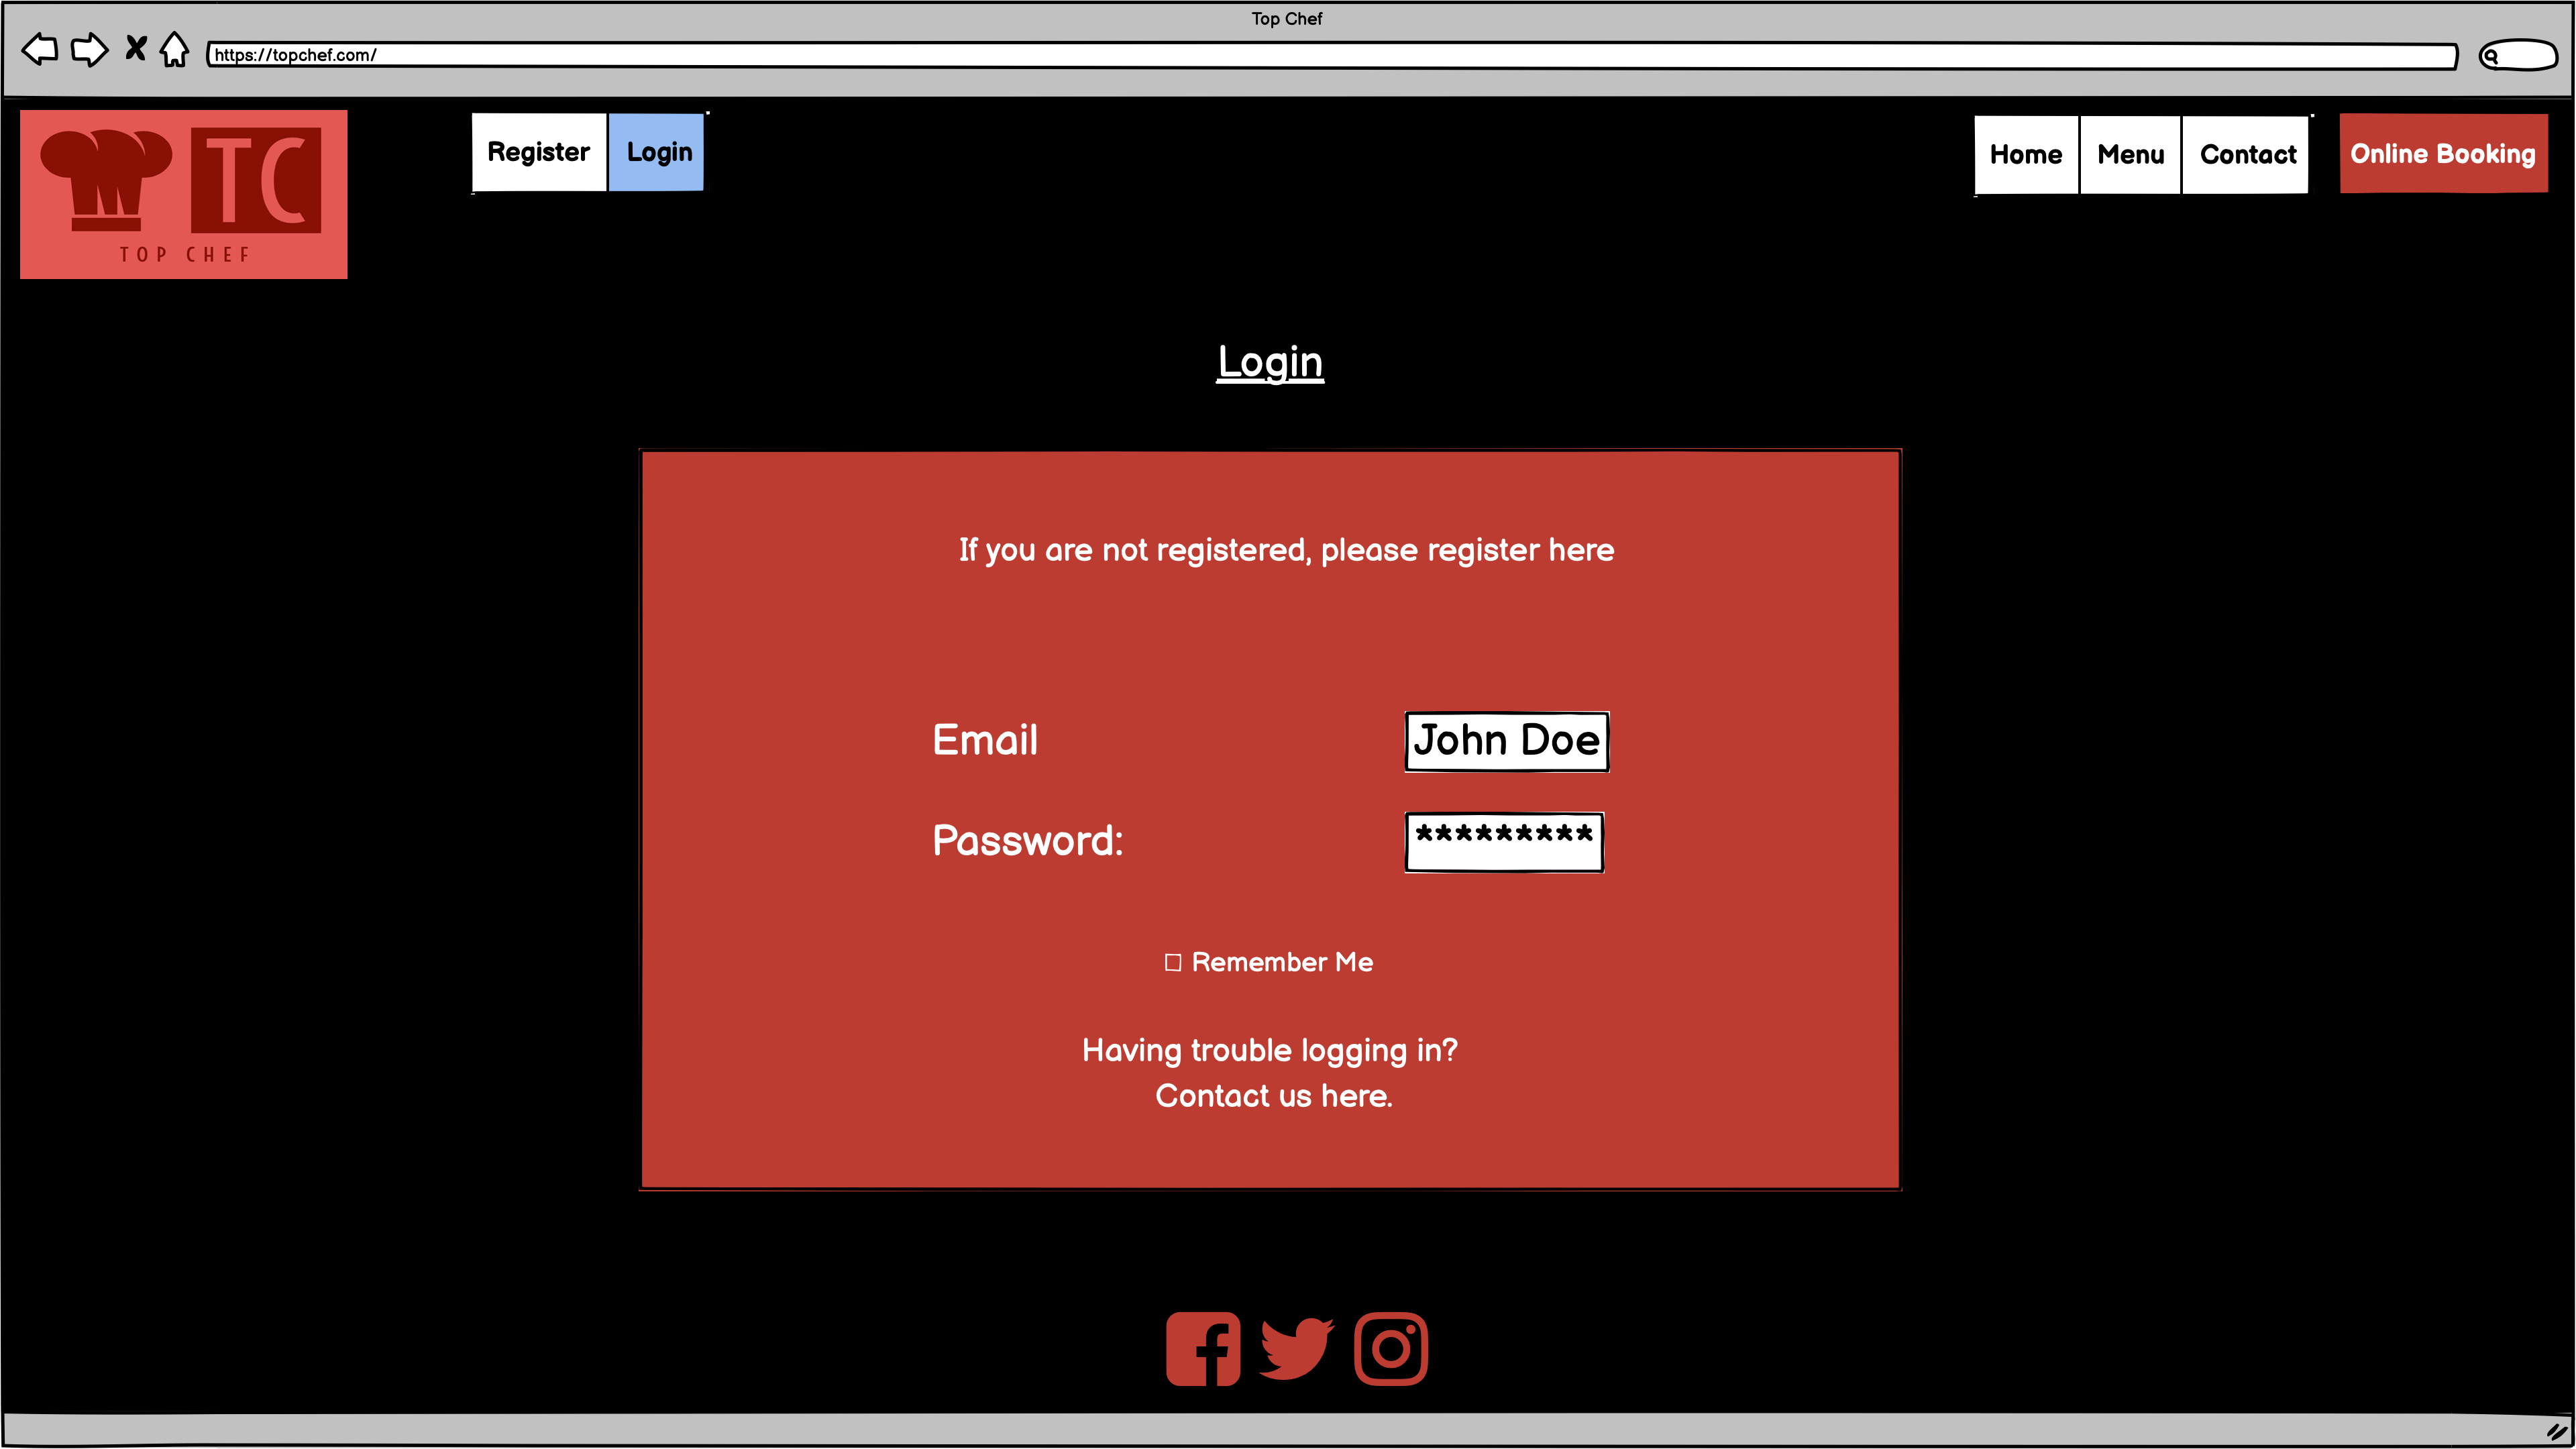 Top Chef
https://topchef.com/
TC
TOP CHEF
Register Login
Home Menu Contact Online Booking
Login
If you are not registered, please register here
Email John Doe
Password: *********
Remember Me
Having trouble logging in?
Contact us here.